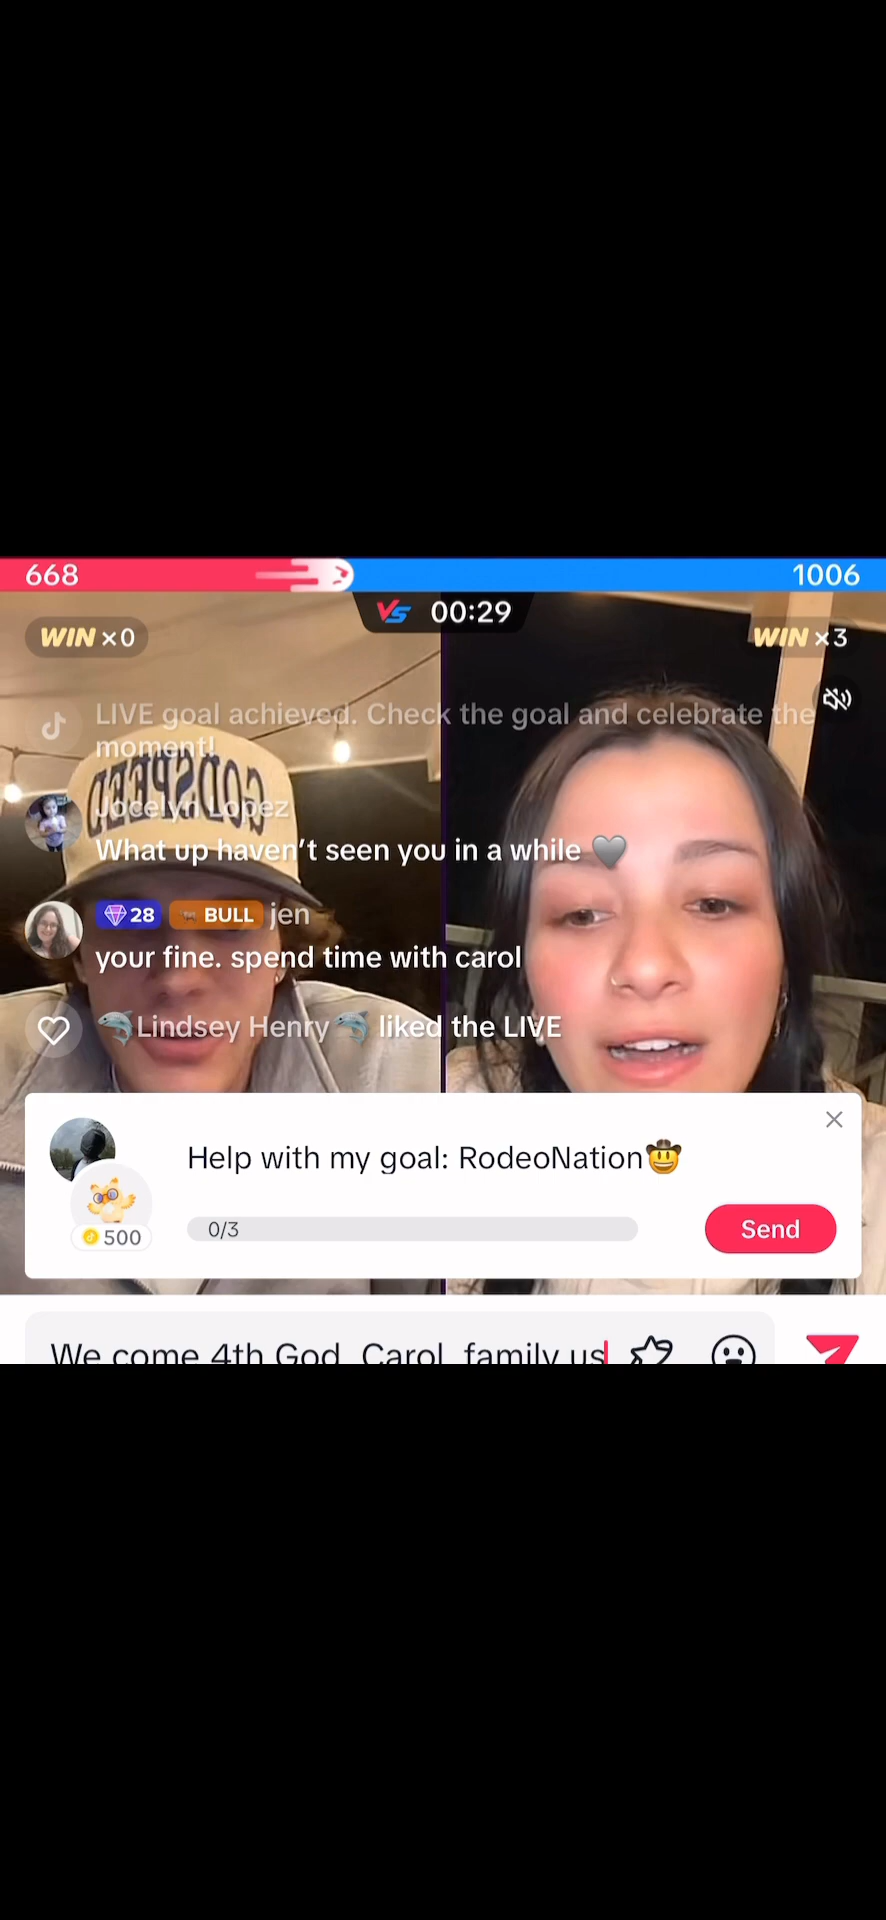 668 1006
VS 00:29
WIN ×0 WIN ×3
LIVE goal achieved. Check the goal and celebrate the
moment!
GODSPEED
Jocelyn Lopez
What up haven't seen you in a while 🩶
28 BULL jen
your fine. spend time with carol
🐬Lindsey Henry🐬 liked the LIVE
Help with my goal: RodeoNation🤠
500
0/3
Send
We come 4th God, Carol, family us